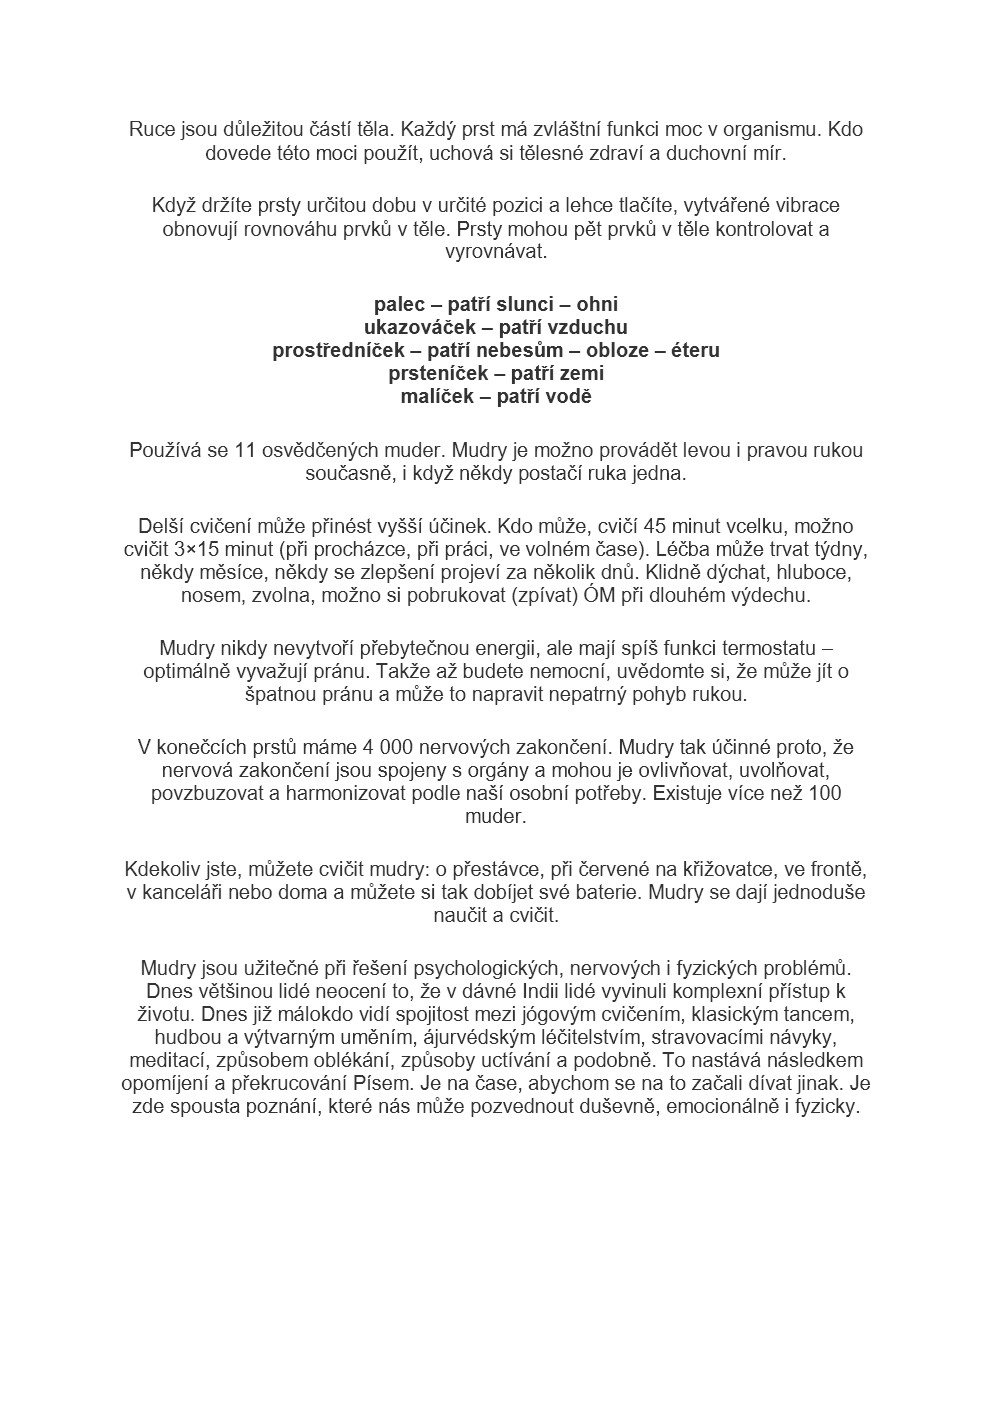 Ruce jsou důležitou částí těla. Každý prst má zvláštní funkci moc v organismu. Kdo
dovede této moci použít, uchová si tělesné zdraví a duchovní mír.
Když držíte prsty určitou dobu v určité pozici a lehce tlačíte, vytvářené vibrace
obnovují rovnováhu prvků v těle. Prsty mohou pět prvků v těle kontrolovat a
vyrovnávat.
palec – patří slunci – ohni
ukazováček – patří vzduchu
prostředníček – patří nebesům – obloze – éteru
prsteníček – patří zemi
malíček – patří vodě
Používá se 11 osvědčených muder. Mudry je možno provádět levou i pravou rukou
současně, i když někdy postačí ruka jedna.
Delší cvičení může přinést vyšší účinek. Kdo může, cvičí 45 minut vcelku, možno
cvičit 3×15 minut (při procházce, při práci, ve volném čase). Léčba může trvat týdny,
někdy měsíce, někdy se zlepšení projeví za několik dnů. Klidně dýchat, hluboce,
nosem, zvolna, možno si pobrukovat (zpívat) ÓM při dlouhém výdechu.
Mudry nikdy nevytvoří přebytečnou energii, ale mají spíš funkci termostatu –
optimálně vyvažují pránu. Takže až budete nemocní, uvědomte si, že může jít o
špatnou pránu a může to napravit nepatrný pohyb rukou.
V konečcích prstů máme 4 000 nervových zakončení. Mudry tak účinné proto, že
nervová zakončení jsou spojeny s orgány a mohou je ovlivňovat, uvolňovat,
povzbuzovat a harmonizovat podle naší osobní potřeby. Existuje více než 100
muder.
Kdekoliv jste, můžete cvičit mudry: o přestávce, při červené na křižovatce, ve frontě,
v kanceláři nebo doma a můžete si tak dobíjet své baterie. Mudry se dají jednoduše
naučit a cvičit.
Mudry jsou užitečné při řešení psychologických, nervových i fyzických problémů.
Dnes většinou lidé neocení to, že v dávné Indii lidé vyvinuli komplexní přístup k
životu. Dnes již málokdo vidí spojitost mezi jógovým cvičením, klasickým tancem,
hudbou a výtvarným uměním, ájurvédským léčitelstvím, stravovacími návyky,
meditací, způsobem oblékání, způsoby uctívání a podobně. To nastává následkem
opomíjení a překrucování Písem. Je na čase, abychom se na to začali dívat jinak. Je
zde spousta poznání, které nás může pozvednout duševně, emocionálně i fyzicky.